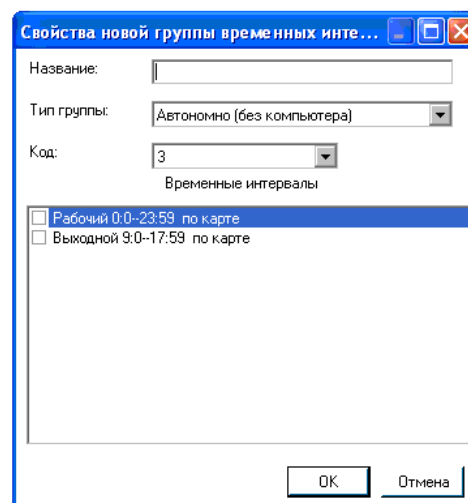 Свойства новой группы временных инте...
Название:
Тип группы: Автономно (без компьютера)
Код: 3
Временные интервалы
Рабочий 0:0--23:59 по карте
Выходной 9:0--17:59 по карте
OK Отмена